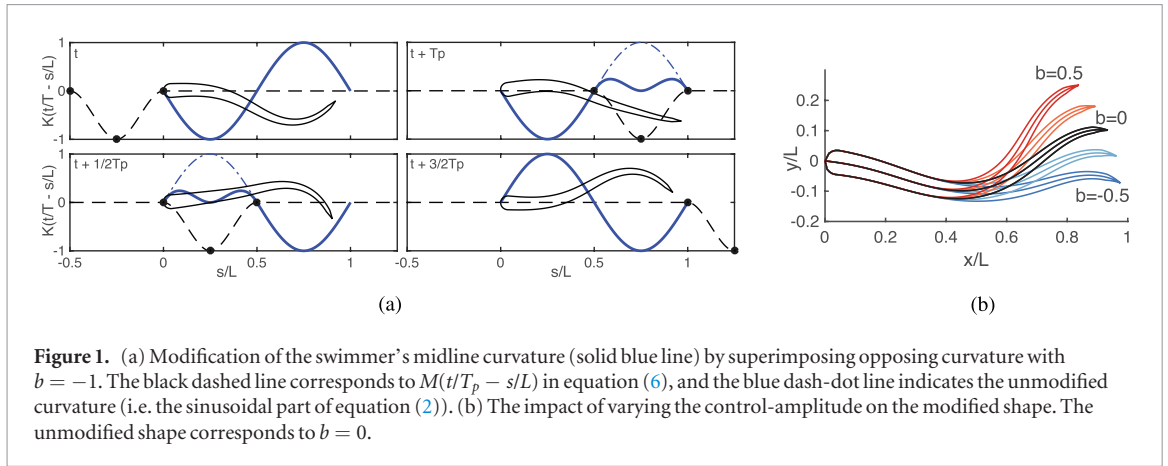 t
t + Tp
1
0
-1
K(t/T - s/L)
t + 1/2Tp
t + 3/2Tp
1
0
-1
K(t/T - s/L)
-0.5 0 0.5 1
s/L
-0.5 0 0.5 1
s/L
(a)
b=0.5
b=0
b=-0.5
0.2
0.1
0
-0.1
-0.2
y/L
0 0.2 0.4 0.6 0.8 1
x/L
(b)
Figure 1. (a) Modification of the swimmer's midline curvature (solid blue line) by superimposing opposing curvature with
b = −1. The black dashed line corresponds to M(t/Tp − s/L) in equation (6), and the blue dash-dot line indicates the unmodified
curvature (i.e. the sinusoidal part of equation (2)). (b) The impact of varying the control-amplitude on the modified shape. The
unmodified shape corresponds to b = 0.